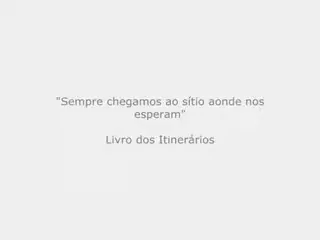 "Sempre chegamos ao sítio aonde nos
esperam"
Livro dos Itinerários